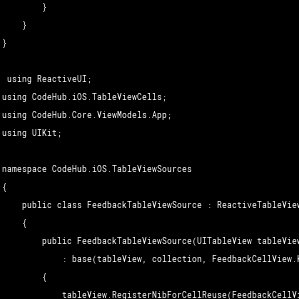 }
}
}
using ReactiveUI;
using CodeHub.iOS.TableViewCells;
using CodeHub.Core.ViewModels.App;
using UIKit;
namespace CodeHub.iOS.TableViewSources
{
public class FeedbackTableViewSource : ReactiveTableView
{
public FeedbackTableViewSource(UITableView tableView
: base(tableView, collection, FeedbackCellView.
{
tableView.RegisterNibForCellReuse(FeedbackCellVi